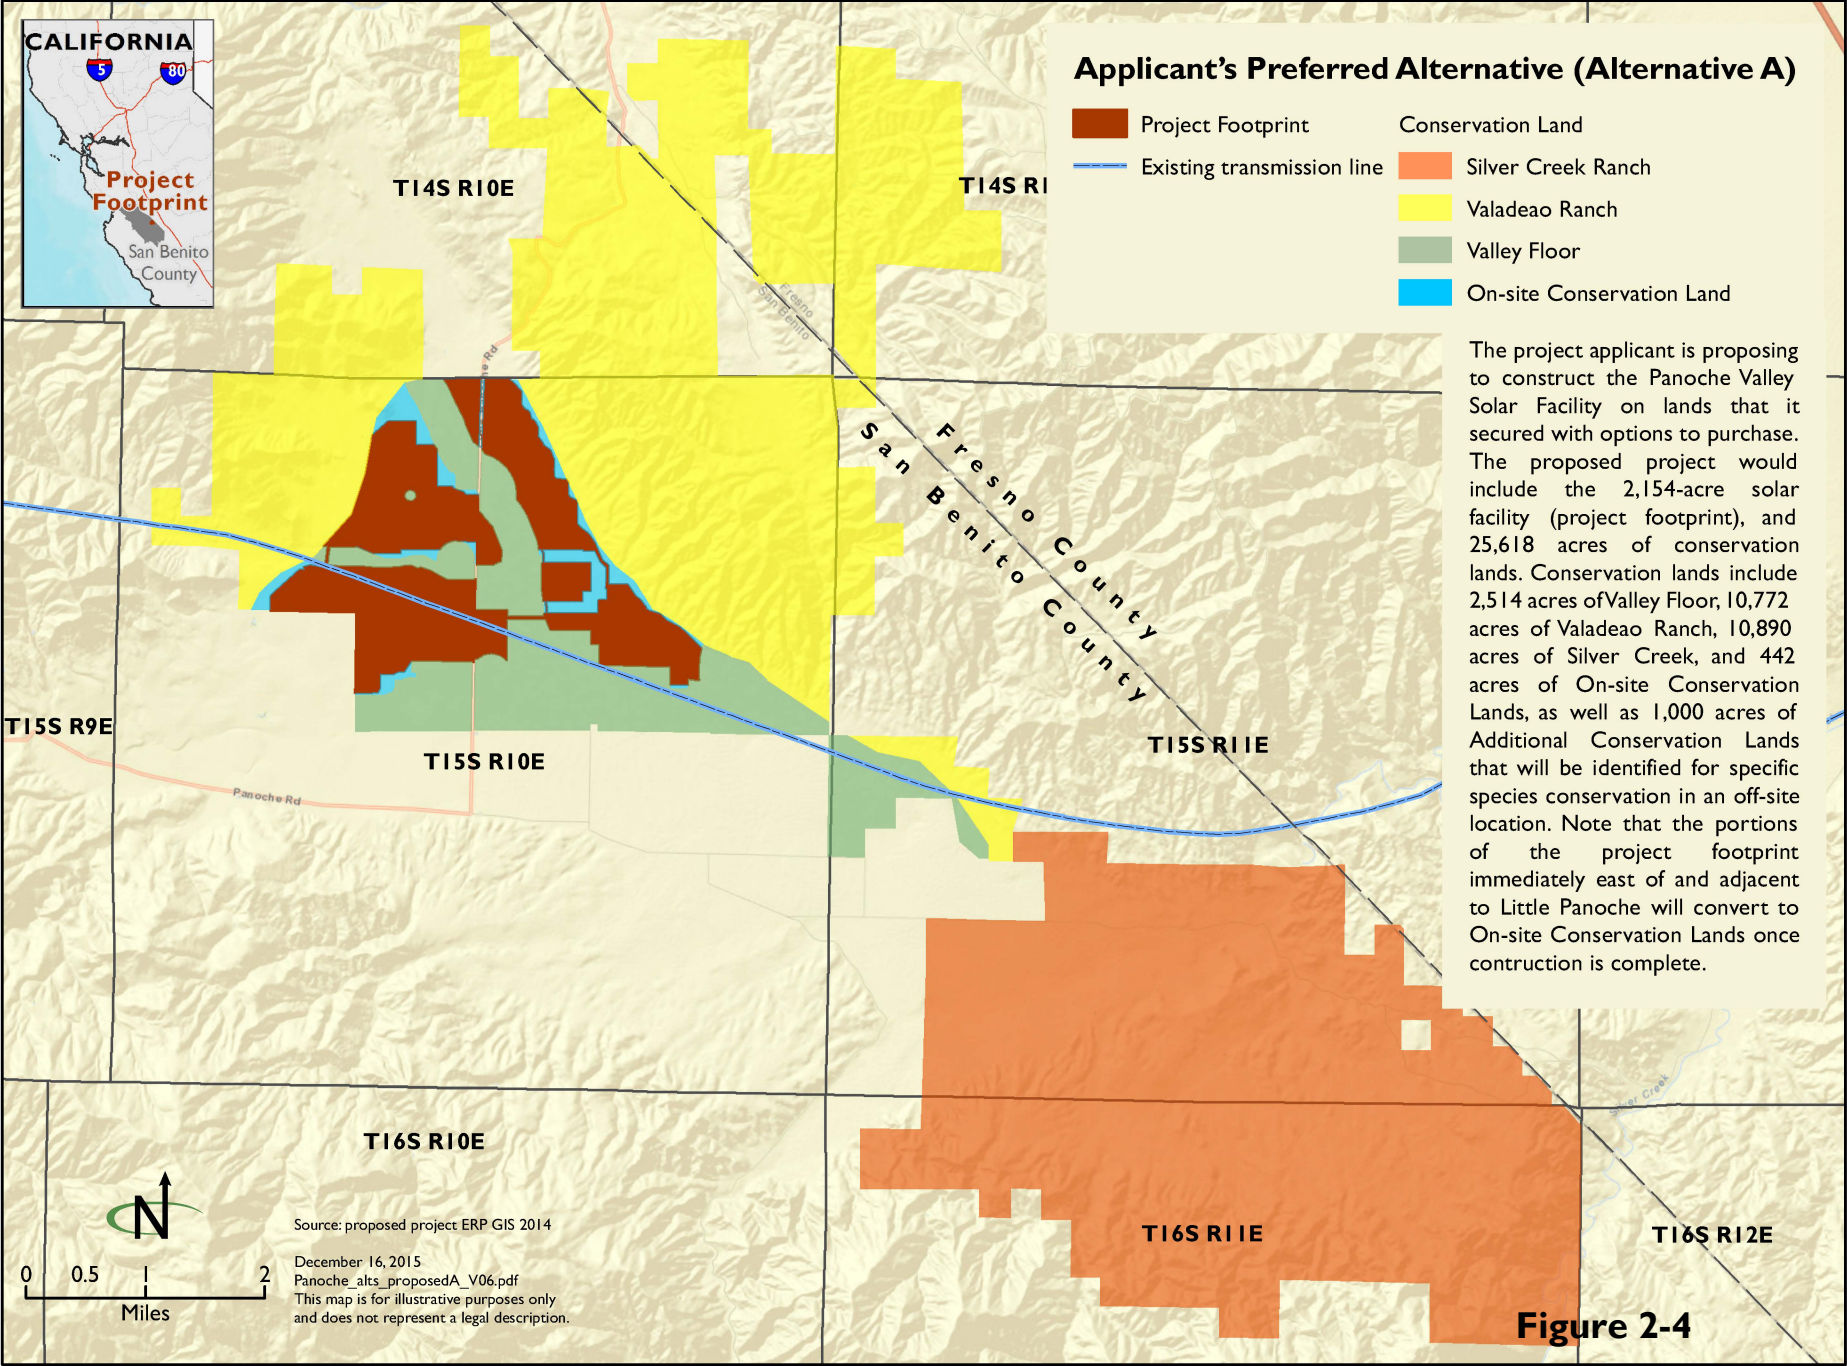 CALIFORNIA
5
80
Project
Footprint
San Benito
County
Applicant's Preferred Alternative (Alternative A)
Project Footprint
Existing transmission line
Conservation Land
Silver Creek Ranch
Valadeao Ranch
Valley Floor
On-site Conservation Land
The project applicant is proposing
to construct the Panoche Valley
Solar Facility on lands that it
secured with options to purchase.
The proposed project would
include the 2,154-acre solar
facility (project footprint), and
25,618 acres of conservation
lands. Conservation lands include
2,514 acres of Valley Floor, 10,772
acres of Valadeao Ranch, 10,890
acres of Silver Creek, and 442
acres of On-site Conservation
Lands, as well as 1,000 acres of
Additional Conservation Lands
that will be identified for specific
species conservation in an off-site
location. Note that the portions
of the project footprint
immediately east of and adjacent
to Little Panoche will convert to
On-site Conservation Lands once
contruction is complete.
T14S R10E
T14S R1
Fresno
San Benito
he Rd
Fresno County
San Benito County
T15S R9E
T15S R10E
T15S R11E
Panoche Rd
Silver Creek
T16S R10E
T16S R11E
T16S R12E
N
0 0.5 1 2
Miles
Source: proposed project ERP GIS 2014
December 16, 2015
Panoche_alts_proposedA_V06.pdf
This map is for illustrative purposes only
and does not represent a legal description.
Figure 2-4